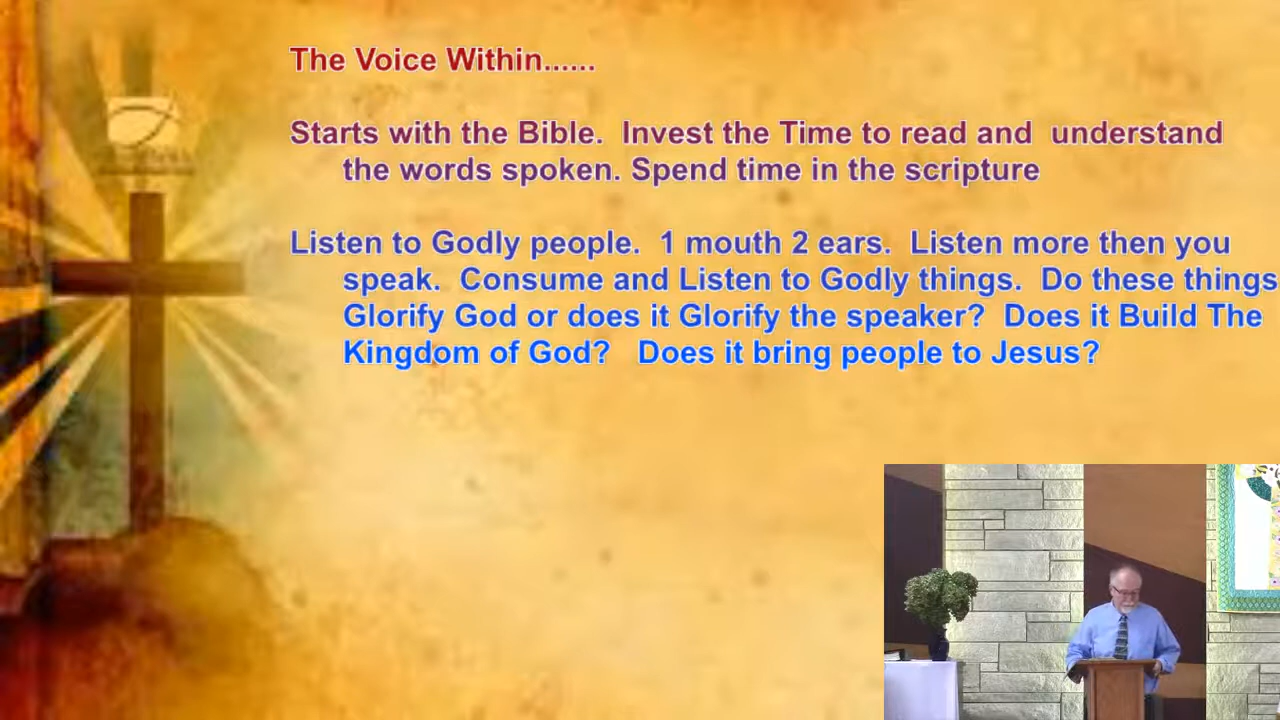 The Voice Within......
Starts with the Bible.  Invest the Time to read and  understand
the words spoken. Spend time in the scripture
Listen to Godly people.  1 mouth 2 ears.  Listen more then you
speak.  Consume and Listen to Godly things.  Do these things
Glorify God or does it Glorify the speaker?  Does it Build The
Kingdom of God?   Does it bring people to Jesus?